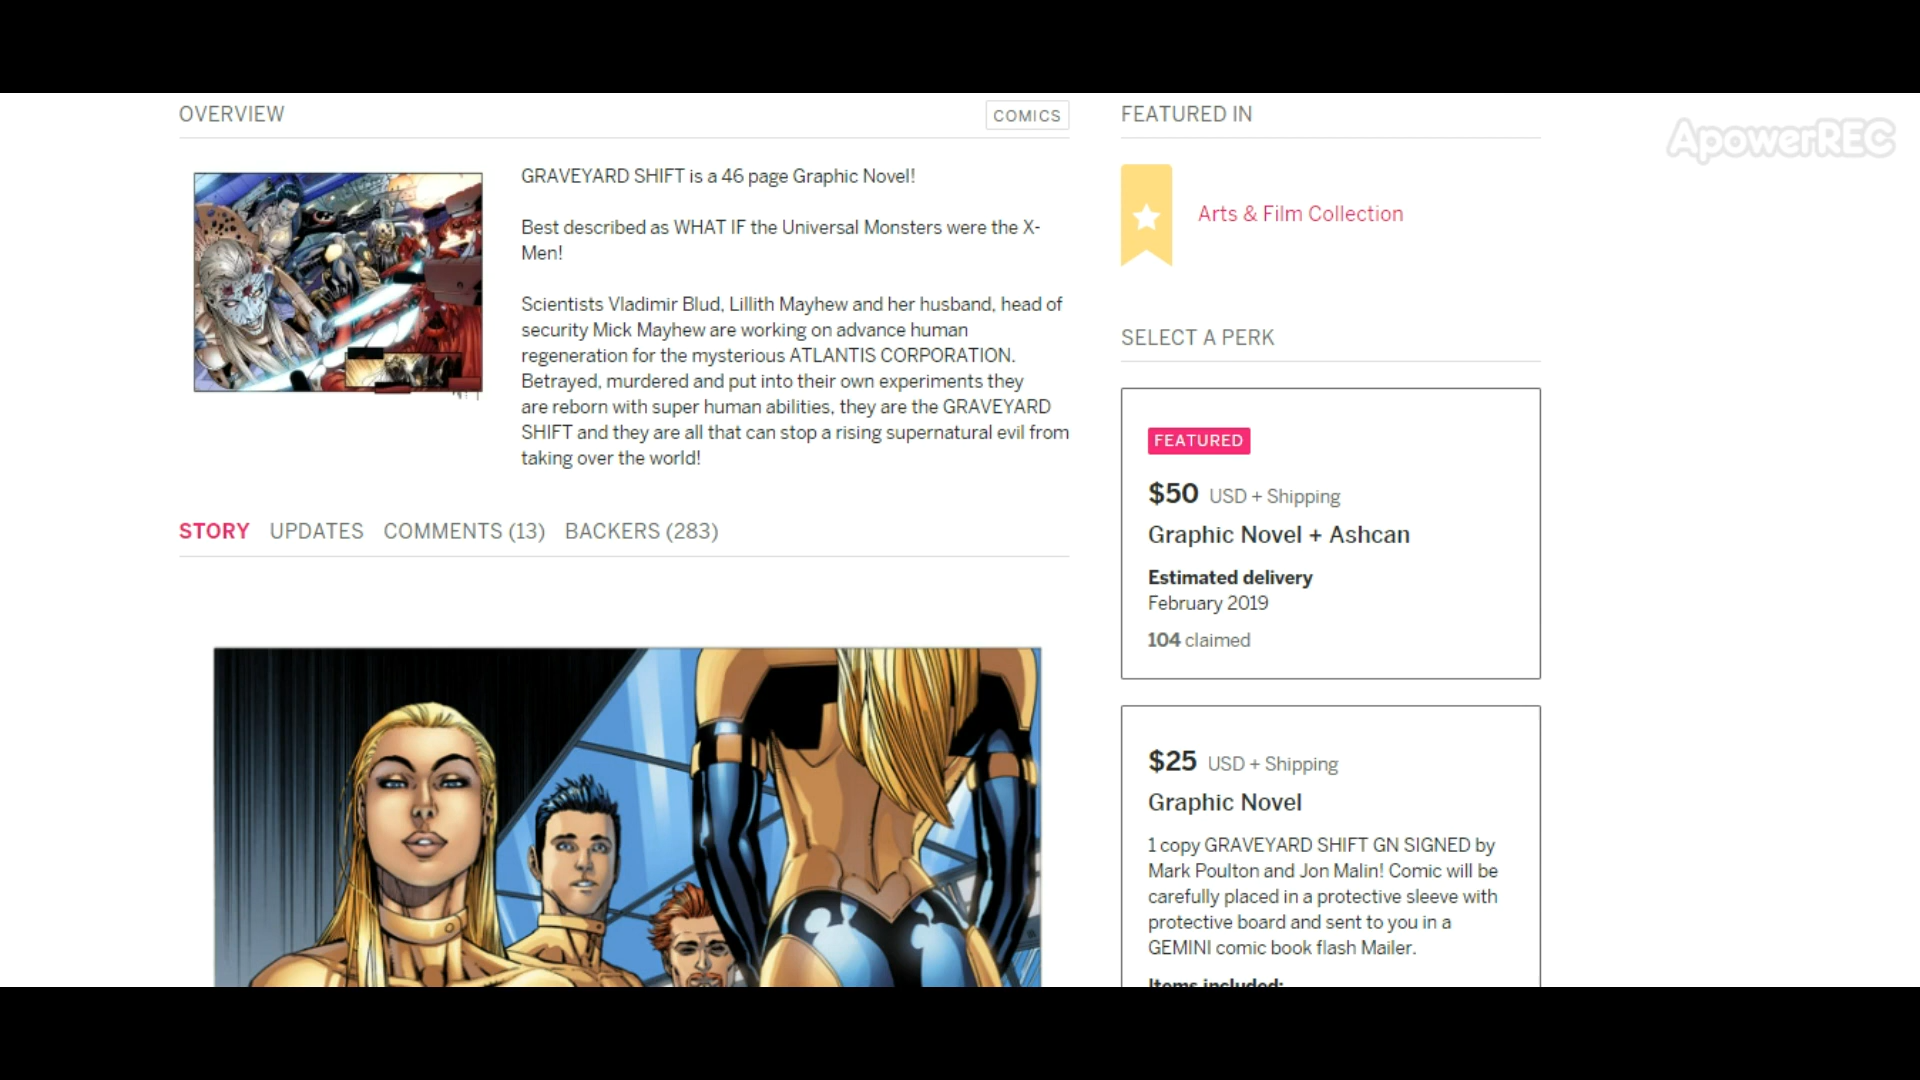 OVERVIEW
COMICS
GRAVEYARD SHIFT is a 46 page Graphic Novel!
Best described as WHAT IF the Universal Monsters were the X-
Men!
Scientists Vladimir Blud, Lillith Mayhew and her husband, head of
security Mick Mayhew are working on advance human
regeneration for the mysterious ATLANTIS CORPORATION.
Betrayed, murdered and put into their own experiments they
are reborn with super human abilities, they are the GRAVEYARD
SHIFT and they are all that can stop a rising supernatural evil from
taking over the world!
STORY UPDATES COMMENTS (13) BACKERS (283)
FEATURED IN
Arts & Film Collection
SELECT A PERK
FEATURED
$50 USD + Shipping
Graphic Novel + Ashcan
Estimated delivery
February 2019
104 claimed
$25 USD + Shipping
Graphic Novel
1 copy GRAVEYARD SHIFT GN SIGNED by
Mark Poulton and Jon Malin! Comic will be
carefully placed in a protective sleeve with
protective board and sent to you in a
GEMINI comic book flash Mailer.
Items included:
ApowerREC